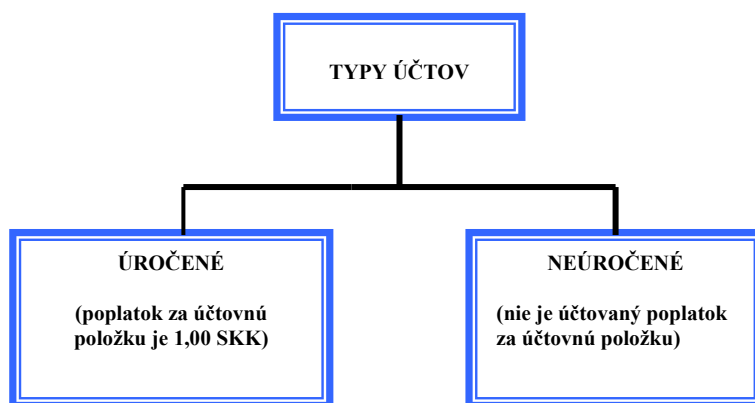 TYPY ÚČTOV
ÚROČENÉ
(poplatok za účtovnú
položku je 1,00 SKK)
NEÚROČENÉ
(nie je účtovaný poplatok
za účtovnú položku)